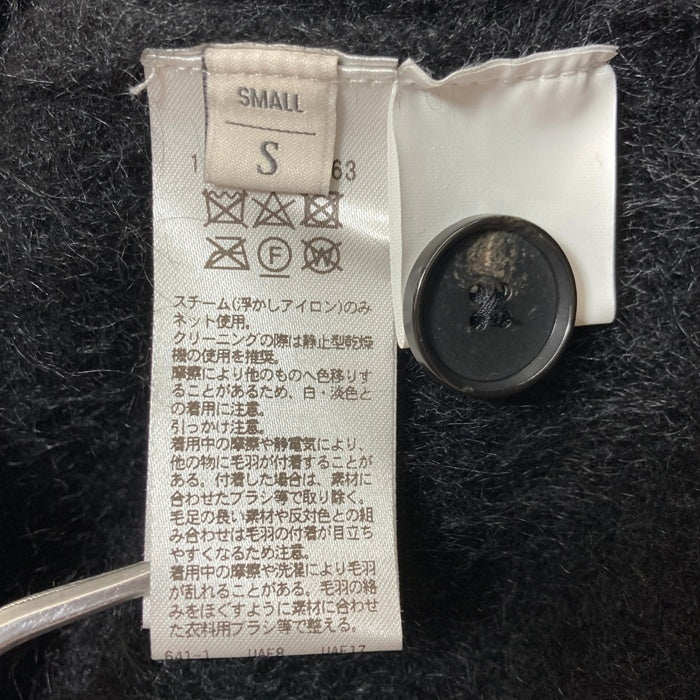 SMALL
S
1 63
F
W
スチーム(浮かしアイロン)のみ
ネット使用。
クリーニングの際は静止型乾燥
機の使用を推奨。
摩擦により他のものへ色移りす
ることがあるため、白・淡色と
の着用に注意。
引っかけ注意。
着用中の摩擦や静電気により、
他の物に毛羽が付着することが
ある。付着した場合は、素材に
合わせたブラシ等で取り除く。
毛足の長い素材や反対色との組
み合わせは毛羽の付着が目立ち
やすくなるため注意。
着用中の摩擦や洗濯により毛羽
が乱れることがある。毛羽の絡
みをほぐすように素材に合わせ
た衣料用ブラシ等で整える。
641-1 UAE8 UAE17